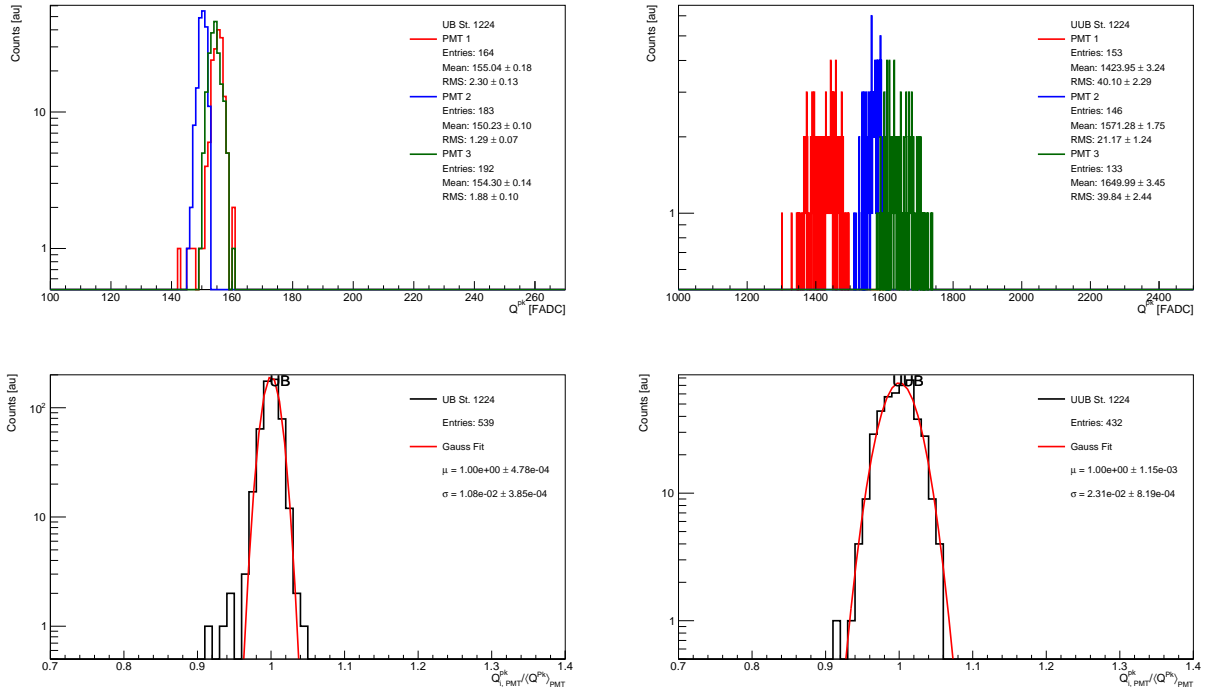 Counts [au]
UB St. 1224
PMT 1
Entries: 164
Mean: 155.04 ± 0.18
RMS: 2.30 ± 0.13
PMT 2
Entries: 183
Mean: 150.23 ± 0.10
RMS: 1.29 ± 0.07
PMT 3
Entries: 192
Mean: 154.30 ± 0.14
RMS: 1.88 ± 0.10
10
1
100 120 140 160 180 200 220 240 260
Q^pk [FADC]
Counts [au]
UUB St. 1224
PMT 1
Entries: 153
Mean: 1423.95 ± 3.24
RMS: 40.10 ± 2.29
PMT 2
Entries: 146
Mean: 1571.28 ± 1.75
RMS: 21.17 ± 1.24
PMT 3
Entries: 133
Mean: 1649.99 ± 3.45
RMS: 39.84 ± 2.44
1
1000 1200 1400 1600 1800 2000 2200 2400
Q^pk [FADC]
Counts [au]
UB
UB St. 1224
Entries: 539
Gauss Fit
μ = 1.00e+00 ± 4.78e-04
σ = 1.08e-02 ± 3.85e-04
10^2
10
1
0.7 0.8 0.9 1 1.1 1.2 1.3 1.4
Q^pk_i, PMT/⟨Q^Pk⟩_PMT
Counts [au]
UUB
UUB St. 1224
Entries: 432
Gauss Fit
μ = 1.00e+00 ± 1.15e-03
σ = 2.31e-02 ± 8.19e-04
10
1
0.7 0.8 0.9 1 1.1 1.2 1.3 1.4
Q^pk_i, PMT/⟨Q^Pk⟩_PMT